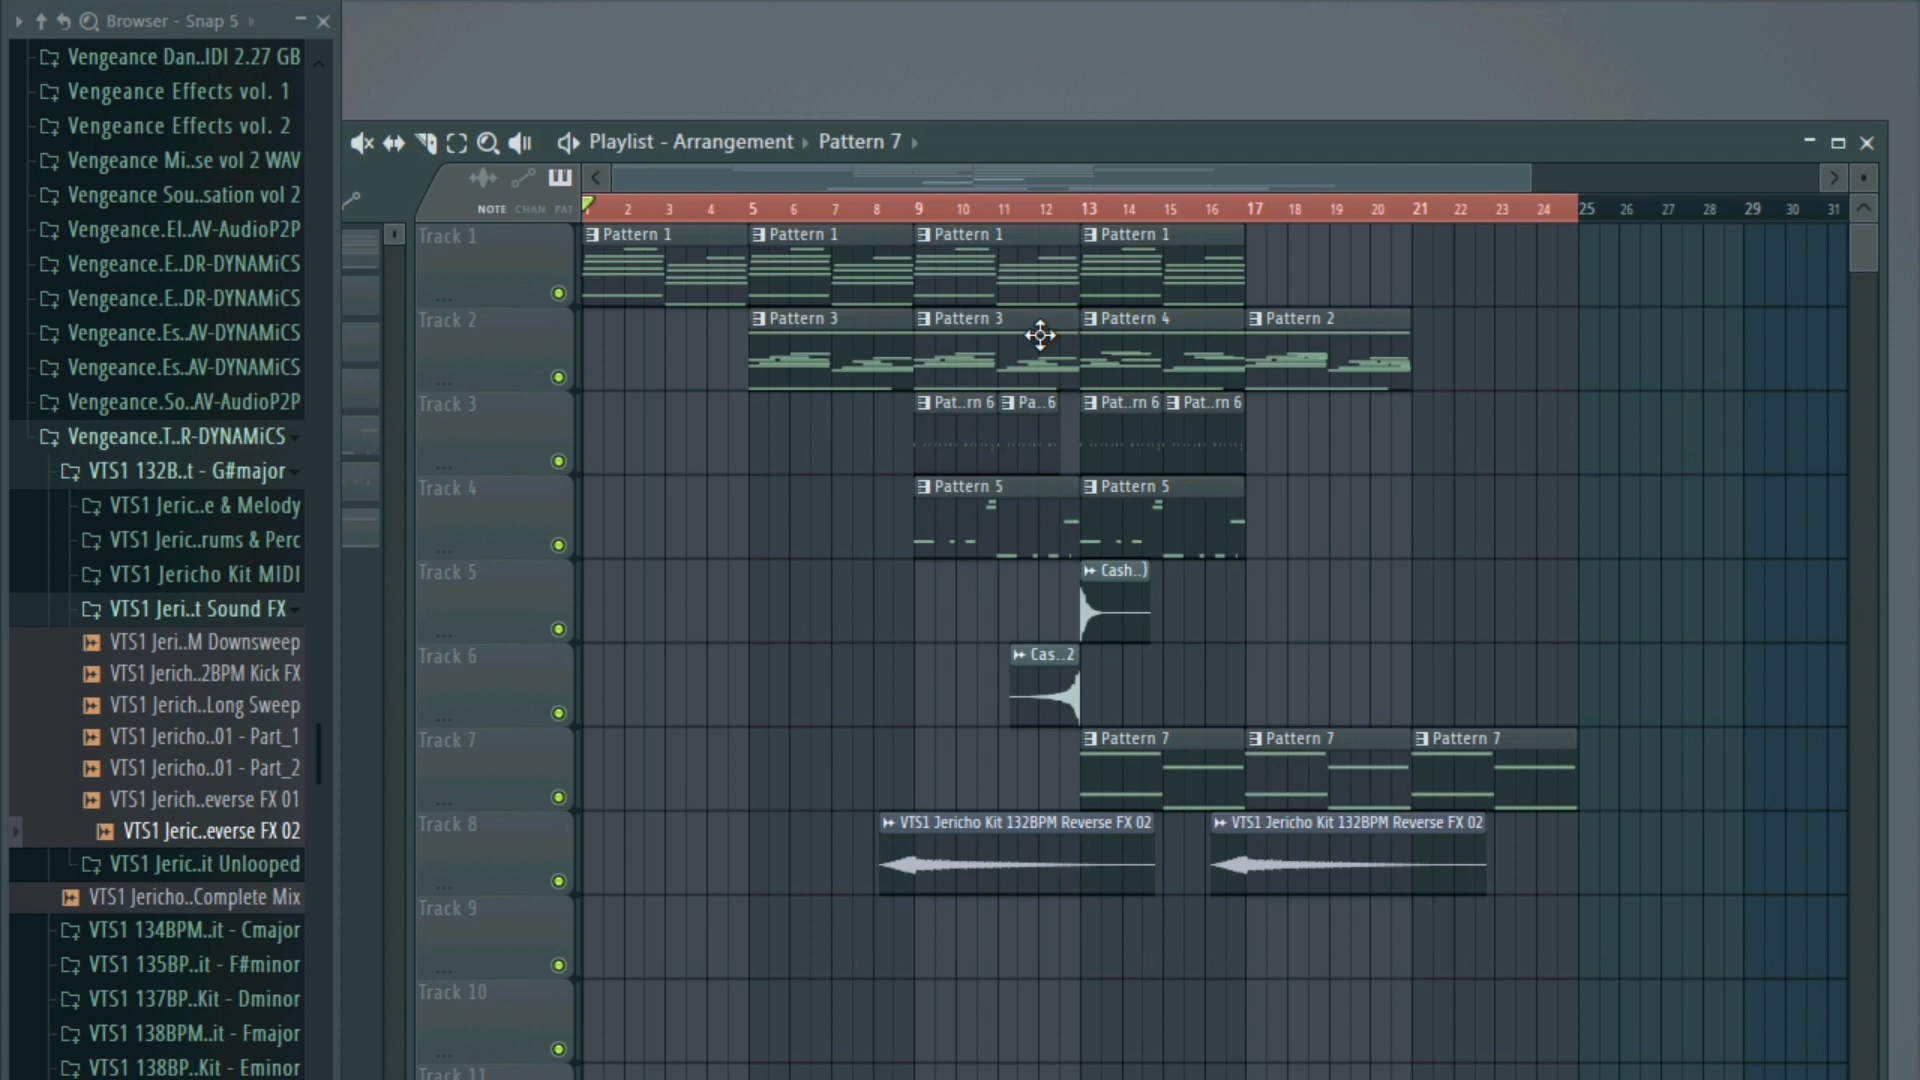 Browser - Snap 5
Vengeance Dan..IDI 2.27 GB
Vengeance Effects vol. 1
Vengeance Effects vol. 2
Vengeance Mi..se vol 2 WAV
Vengeance Sou..sation vol 2
Vengeance.El..AV-AudioP2P
Vengeance.E..DR-DYNAMiCS
Vengeance.E..DR-DYNAMiCS
Vengeance.Es..AV-DYNAMiCS
Vengeance.Es..AV-DYNAMiCS
Vengeance.So..AV-AudioP2P
Vengeance.T..R-DYNAMiCS
VTS1 132B..t - G#major
VTS1 Jeric..e & Melody
VTS1 Jeric..rums & Perc
VTS1 Jericho Kit MIDI
VTS1 Jeri..t Sound FX
VTS1 Jeri..M Downsweep
VTS1 Jerich..2BPM Kick FX
VTS1 Jerich..Long Sweep
VTS1 Jericho..01 - Part_1
VTS1 Jericho..01 - Part_2
VTS1 Jerich..everse FX 01
VTS1 Jeric..everse FX 02
VTS1 Jeric..it Unlooped
VTS1 Jericho..Complete Mix
VTS1 134BPM..it - Cmajor
VTS1 135BP..it - F#minor
VTS1 137BP..Kit - Dminor
VTS1 138BPM..it - Fmajor
VTS1 138BP..Kit - Eminor
Playlist - Arrangement Pattern 7
NOTE CHAN PAT
1 2 3 4 5 6 7 8 9 10 11 12 13 14 15 16 17 18 19 20 21 22 23 24 25 26 27 28 29 30 31
Track 1 Pattern 1 Pattern 1 Pattern 1 Pattern 1
Track 2 Pattern 3 Pattern 3 Pattern 4 Pattern 2
Track 3 Pat..rn 6 Pa..6 Pat..rn 6 Pat..rn 6
Track 4 Pattern 5 Pattern 5
Track 5 Cash..)
Track 6 Cas..2
Track 7 Pattern 7 Pattern 7 Pattern 7
Track 8 VTS1 Jericho Kit 132BPM Reverse FX 02 VTS1 Jericho Kit 132BPM Reverse FX 02
Track 9
Track 10
Track 11